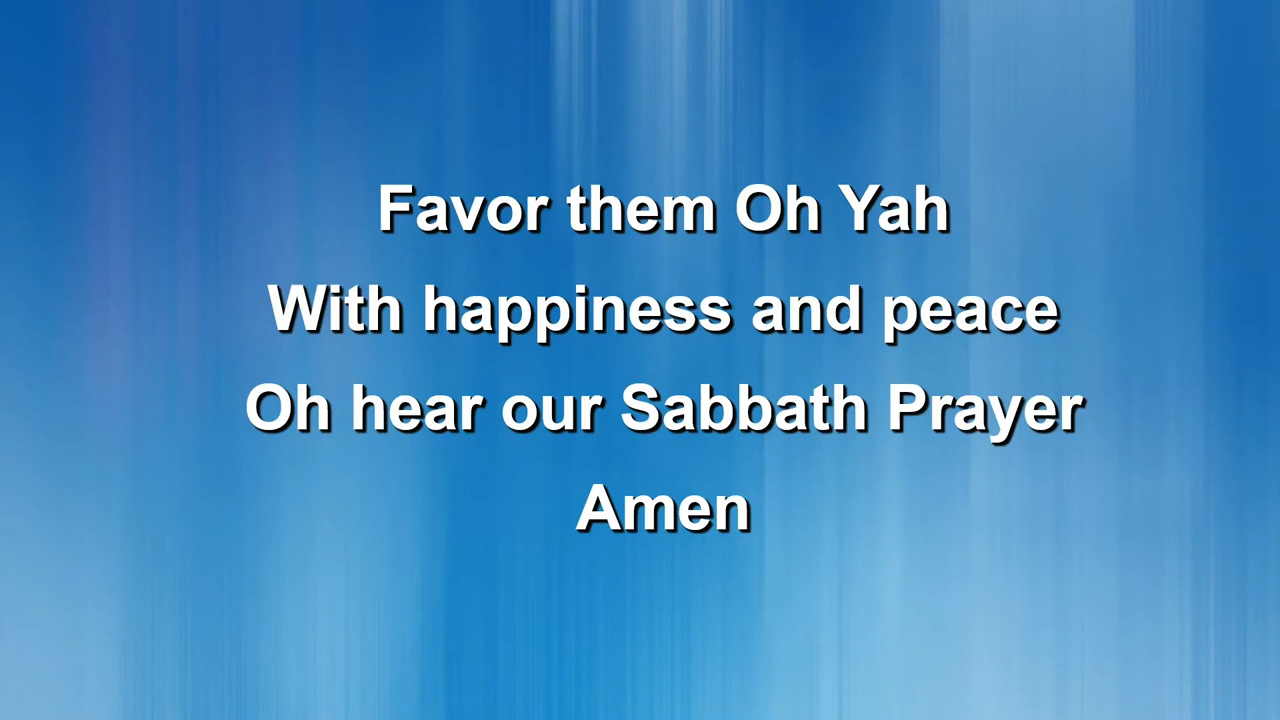 Favor them Oh Yah
With happiness and peace
Oh hear our Sabbath Prayer
Amen